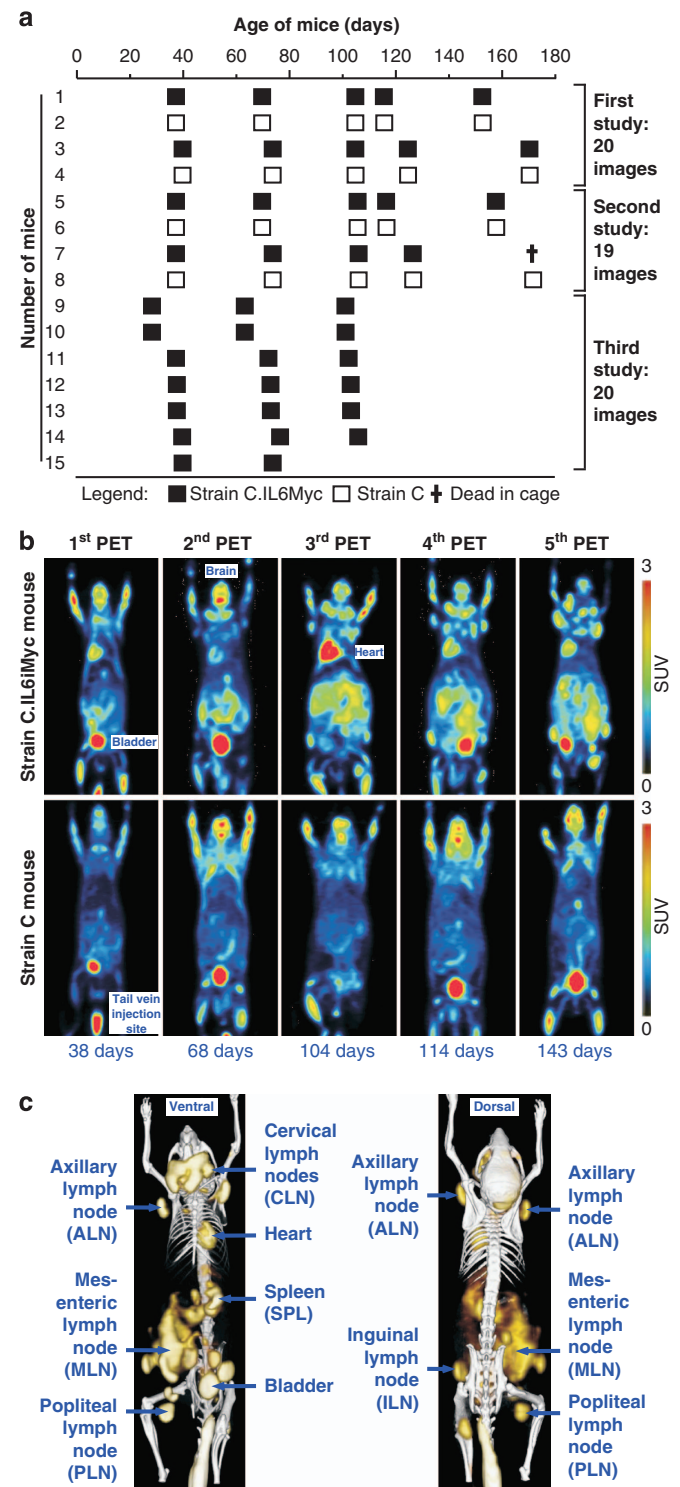 a
Age of mice (days)
0 20 40 60 80 100 120 140 160 180
Number of mice
1
2
3
4
5
6
7
8
9
10
11
12
13
14
15
First
study:
20
images
Second
study:
19
images
Third
study:
20
images
Legend: Strain C.IL6Myc Strain C Dead in cage
b
1st PET 2nd PET 3rd PET 4th PET 5th PET
Strain C.IL6iMyc mouse
Brain
Heart
Bladder
3
SUV
0
Strain C mouse
Tail vein
injection
site
3
SUV
0
38 days 68 days 104 days 114 days 143 days
c
Ventral
Axillary
lymph
node
(ALN)
Mes-
enteric
lymph
node
(MLN)
Popliteal
lymph
node
(PLN)
Cervical
lymph
nodes
(CLN)
Heart
Spleen
(SPL)
Bladder
Dorsal
Axillary
lymph
node
(ALN)
Inguinal
lymph
node
(ILN)
Axillary
lymph
node
(ALN)
Mes-
enteric
lymph
node
(MLN)
Popliteal
lymph
node
(PLN)